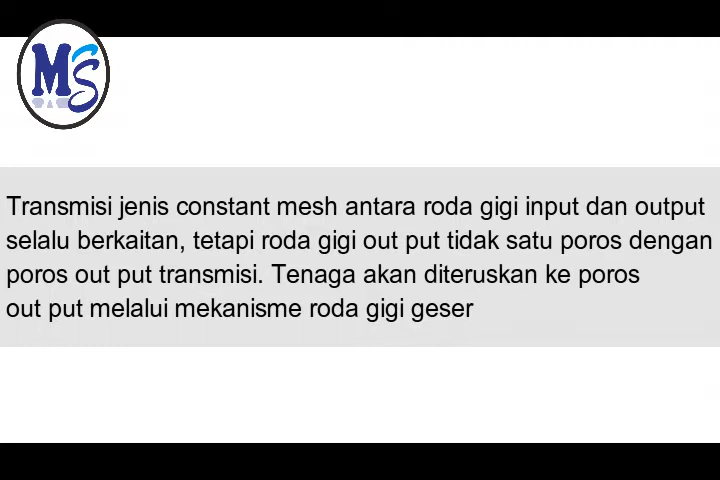 MS
Transmisi jenis constant mesh antara roda gigi input dan output
selalu berkaitan, tetapi roda gigi out put tidak satu poros dengan
poros out put transmisi. Tenaga akan diteruskan ke poros
out put melalui mekanisme roda gigi geser